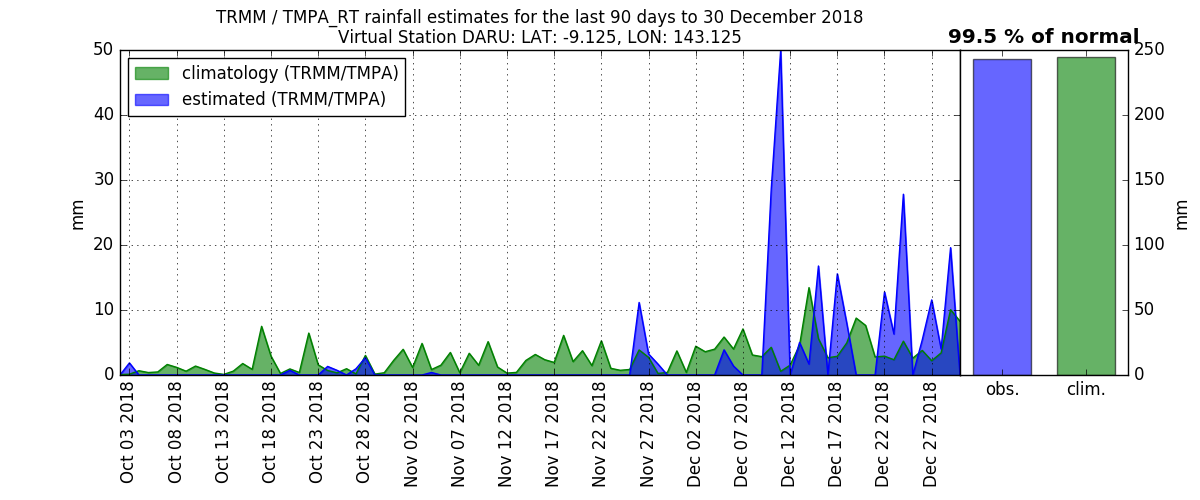 TRMM / TMPA_RT rainfall estimates for the last 90 days to 30 December 2018
Virtual Station DARU: LAT: -9.125, LON: 143.125
99.5 % of normal
climatology (TRMM/TMPA)
estimated (TRMM/TMPA)
50
40
30
20
10
0
mm
250
200
150
100
50
0
mm
Oct 03 2018
Oct 08 2018
Oct 13 2018
Oct 18 2018
Oct 23 2018
Oct 28 2018
Nov 02 2018
Nov 07 2018
Nov 12 2018
Nov 17 2018
Nov 22 2018
Nov 27 2018
Dec 02 2018
Dec 07 2018
Dec 12 2018
Dec 17 2018
Dec 22 2018
Dec 27 2018
obs.
clim.